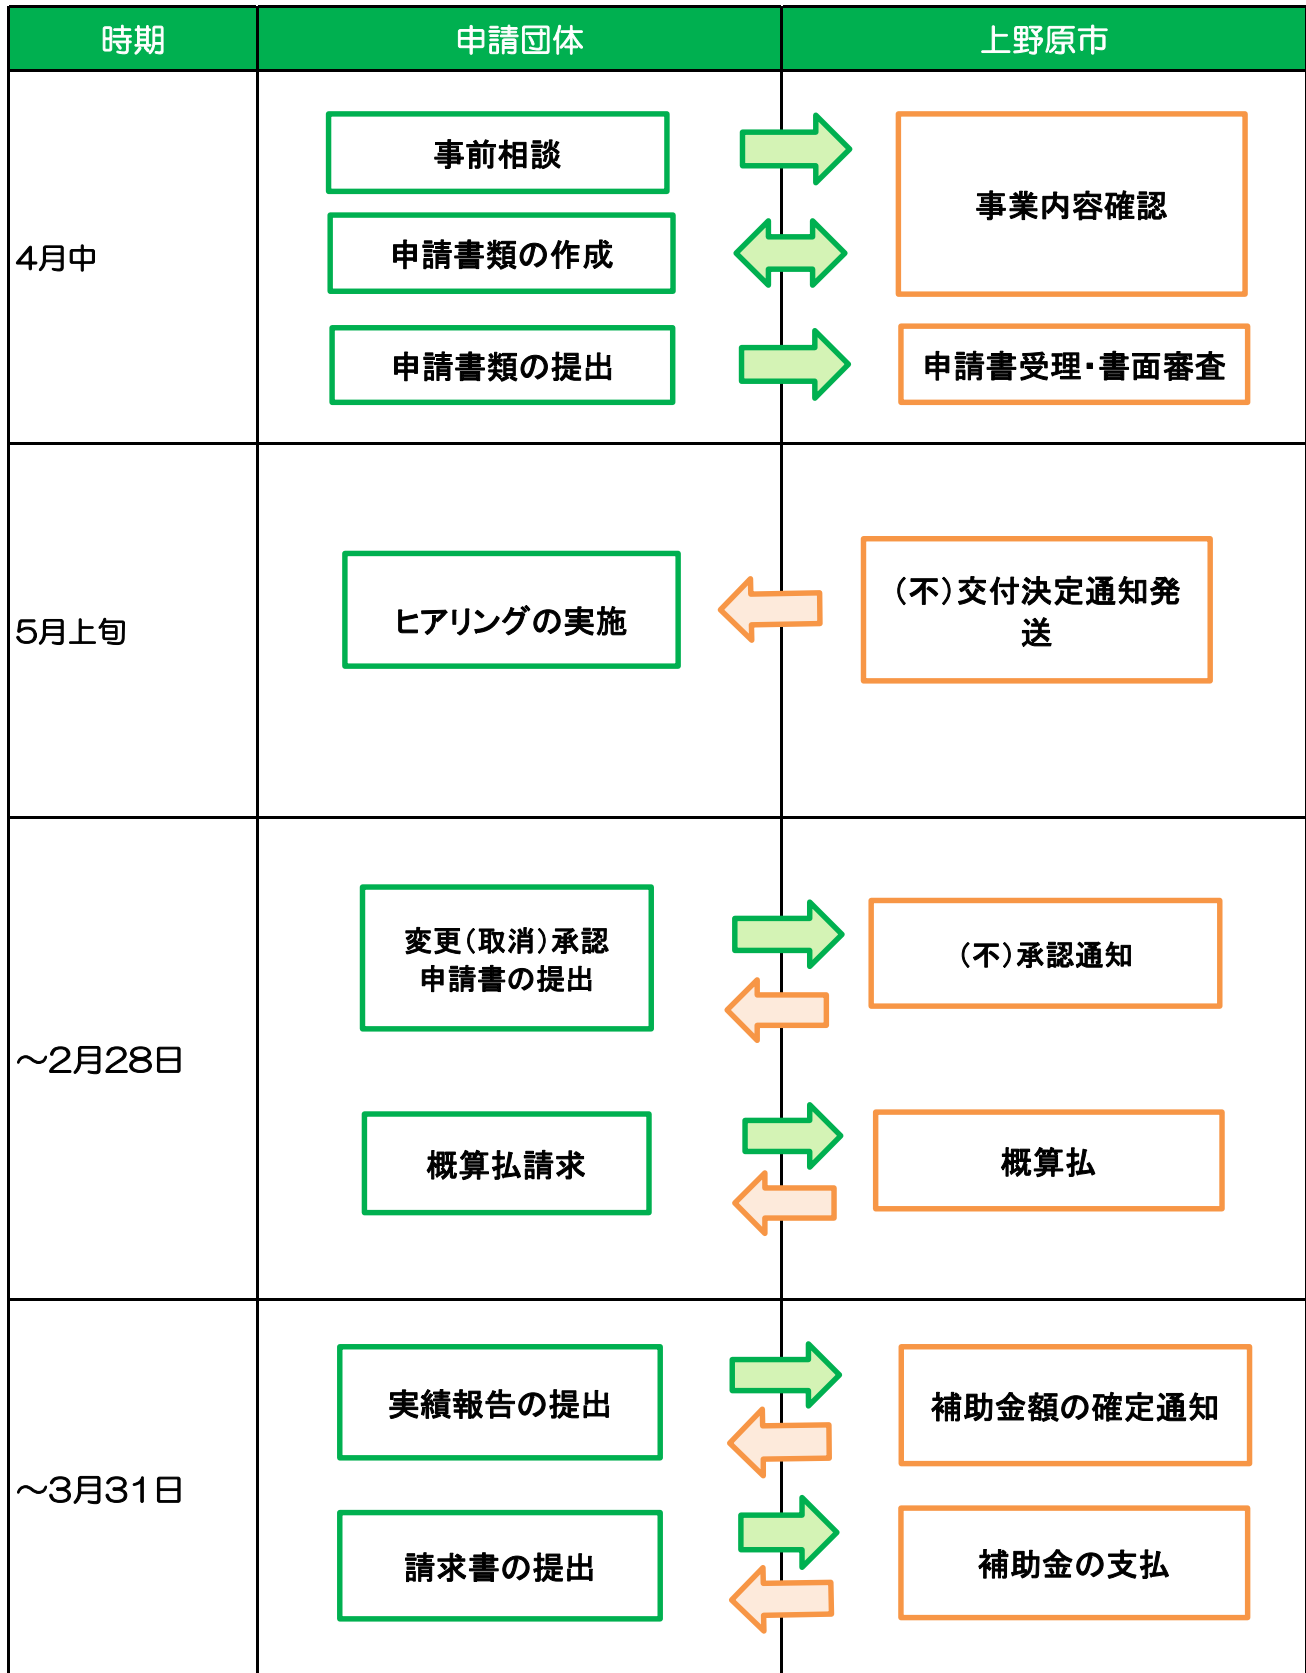 時期
申請団体
上野原市
4月中
事前相談
事業内容確認
申請書類の作成
申請書類の提出
申請書受理・書面審査
5月上旬
ヒアリングの実施
（不）交付決定通知発
送
～2月28日
変更（取消）承認
申請書の提出
（不）承認通知
概算払請求
概算払
～3月31日
実績報告の提出
補助金額の確定通知
請求書の提出
補助金の支払